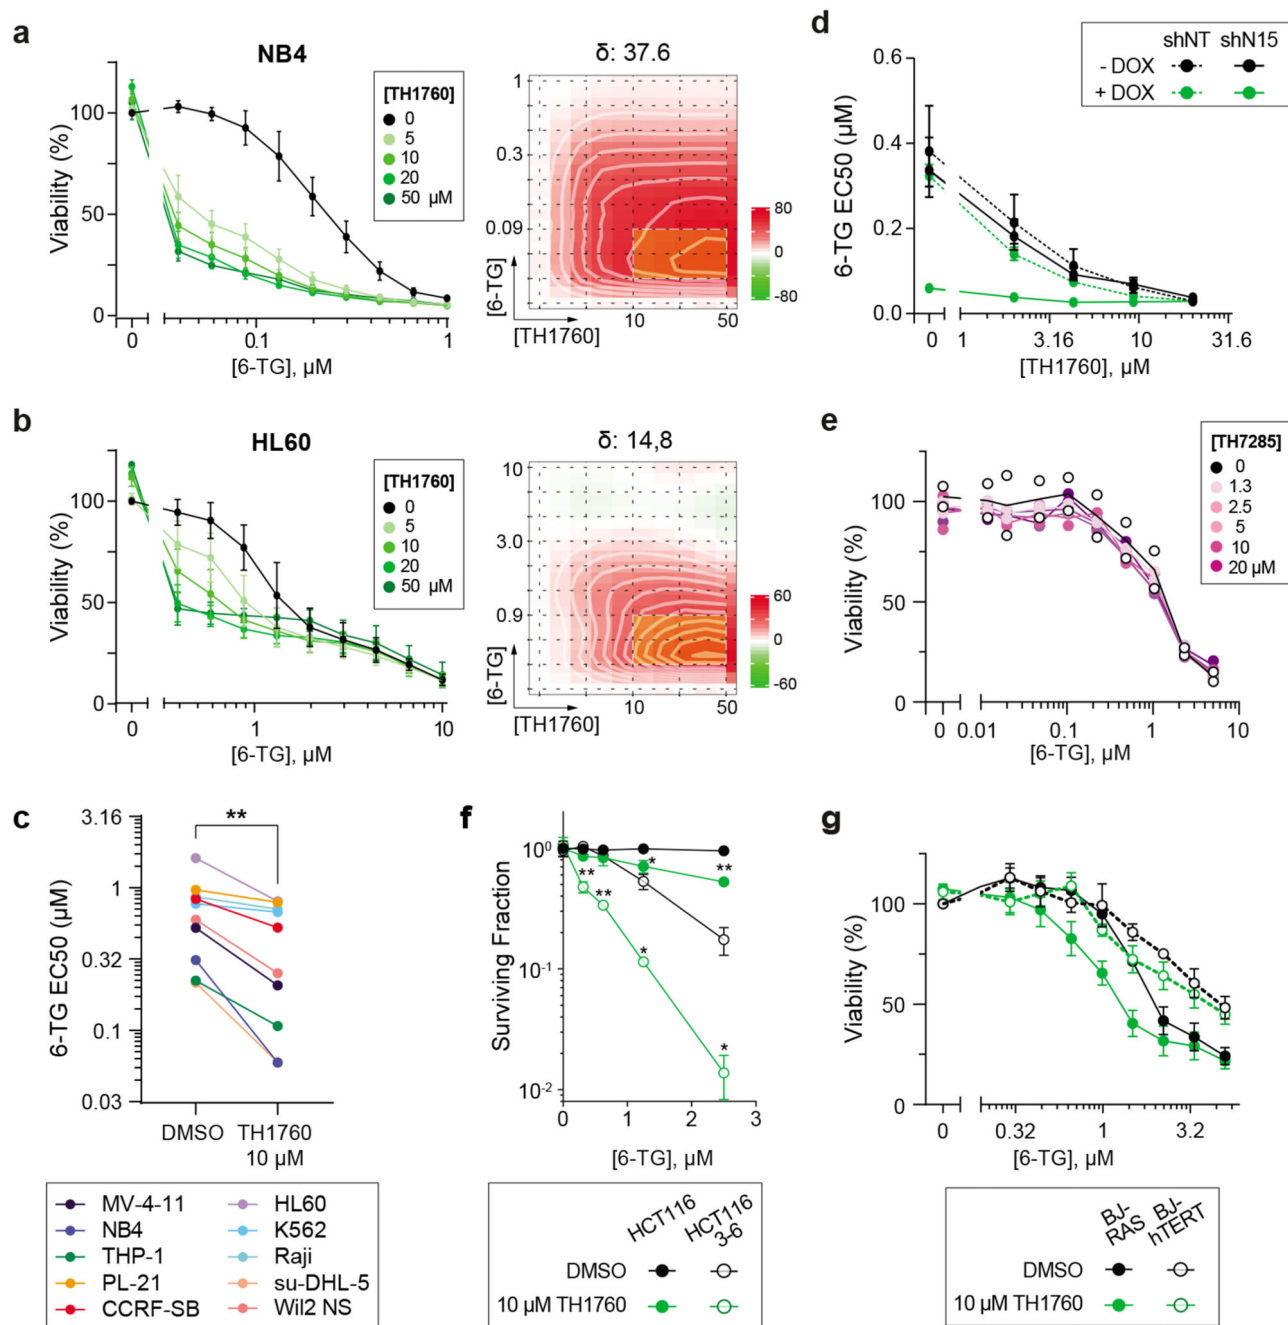 a
NB4
Viability (%)
100
50
0
0
0.1
1
[6-TG], µM
[TH1760]
0
5
10
20
50 µM
δ: 37.6
1
0.3
0.09
[6-TG]
10
50
[TH1760]
80
0
-80
d
shNT shN15
- DOX
+ DOX
6-TG EC50 (µM)
0.6
0.4
0.2
0.0
0
1
3.16
10
31.6
[TH1760], µM
b
HL60
Viability (%)
100
50
0
0
1
10
[6-TG], µM
[TH1760]
0
5
10
20
50 µM
δ: 14,8
10
3.0
0.9
[6-TG]
10
50
[TH1760]
60
0
-60
e
Viability (%)
100
50
0
0
0.01
0.1
1
10
[6-TG], µM
[TH7285]
0
1.3
2.5
5
10
20 µM
c
**
6-TG EC50 (µM)
3.16
1
0.32
0.1
0.03
DMSO TH1760
10 µM
MV-4-11
NB4
THP-1
PL-21
CCRF-SB
HL60
K562
Raji
su-DHL-5
Wil2 NS
f
Surviving Fraction
10⁰
10⁻¹
10⁻²
**
**
*
**
*
*
0
1
2
3
[6-TG], µM
HCT116
HCT116
3-6
DMSO
10 µM TH1760
g
Viability (%)
100
50
0
0
0.32
1
3.2
[6-TG], µM
BJ-
RAS
BJ-
hTERT
DMSO
10 µM TH1760